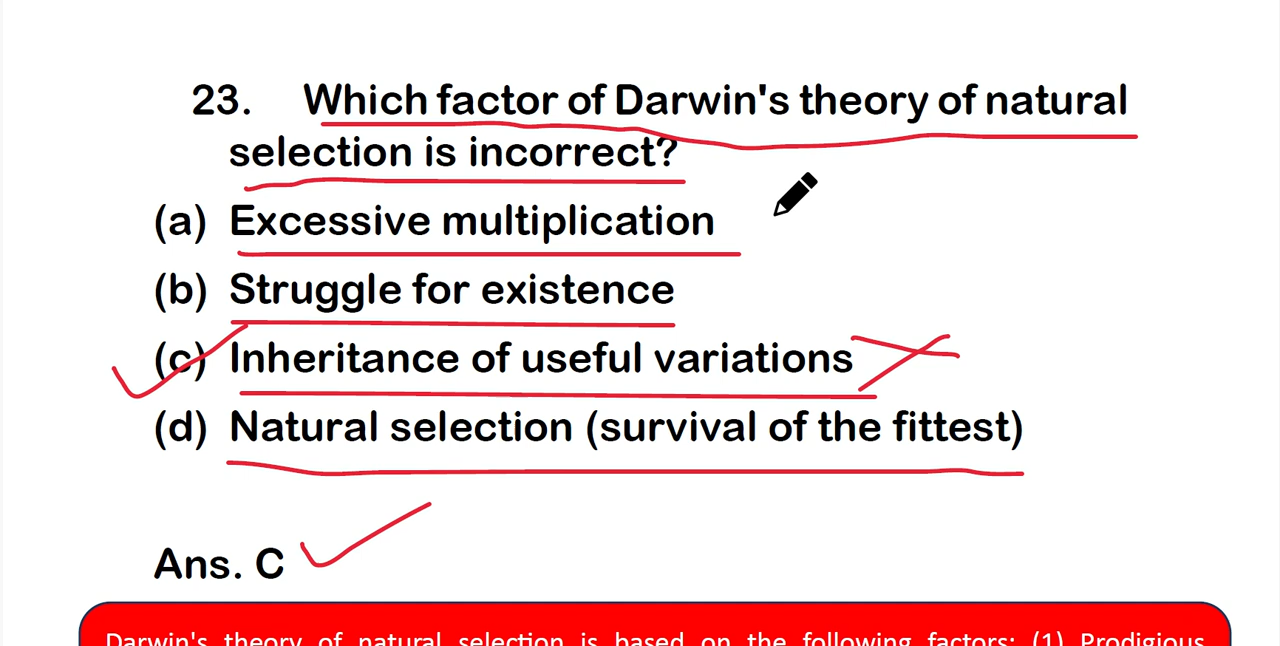 23. Which factor of Darwin's theory of natural
selection is incorrect?
(a) Excessive multiplication
(b) Struggle for existence
(c) Inheritance of useful variations
(d) Natural selection (survival of the fittest)
Ans. C
Darwin's theory of natural selection is based on the following factors: (1) Prodigious